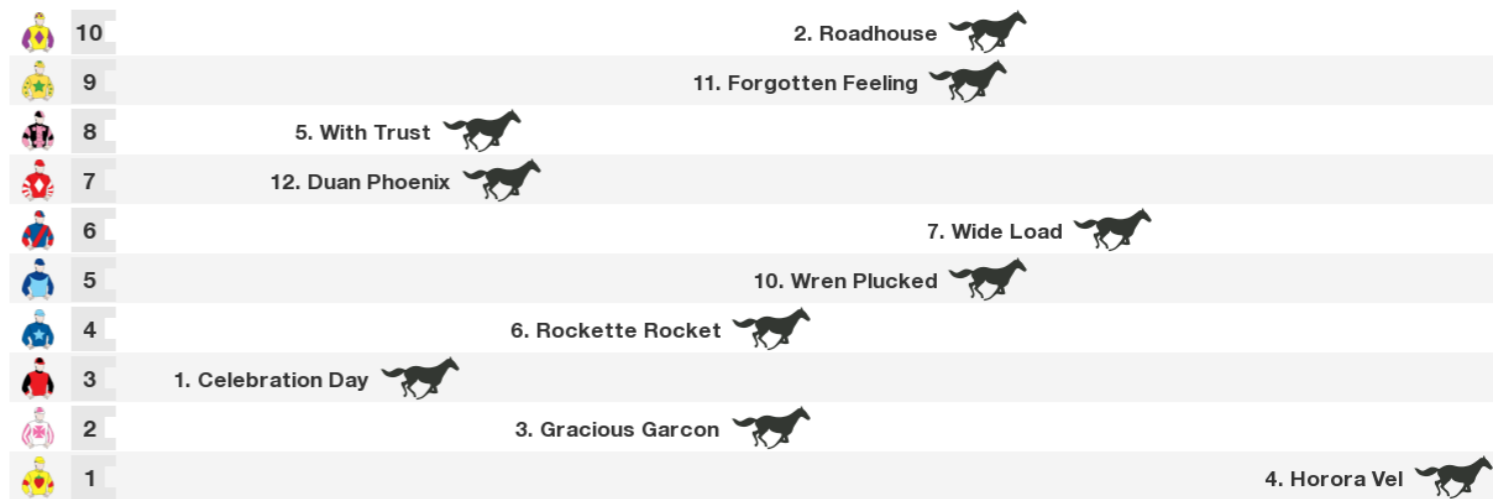 10 2. Roadhouse
9 11. Forgotten Feeling
8 5. With Trust
7 12. Duan Phoenix
6 7. Wide Load
5 10. Wren Plucked
4 6. Rockette Rocket
3 1. Celebration Day
2 3. Gracious Garcon
1 4. Horora Vel